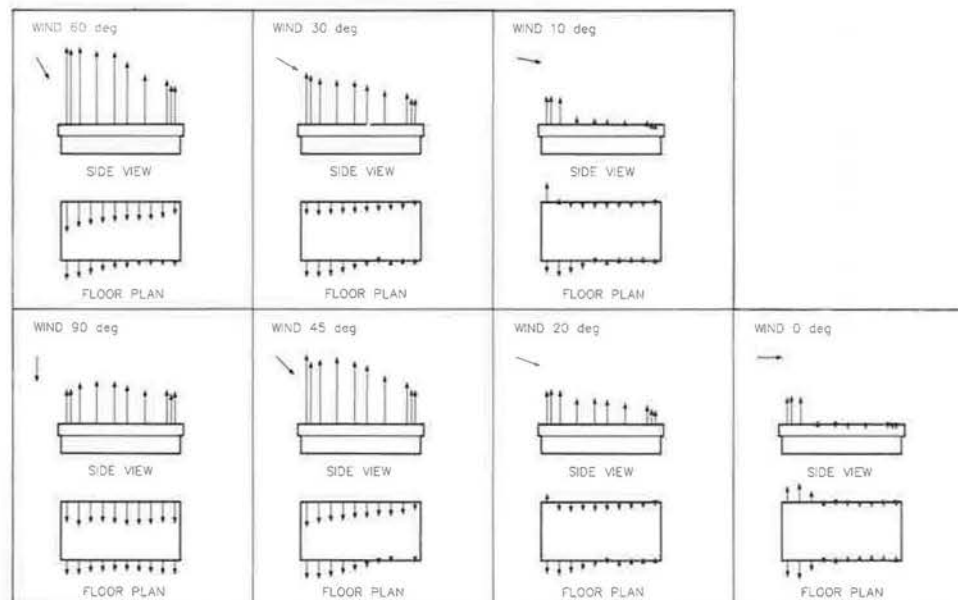 WIND 60 deg
SIDE VIEW
FLOOR PLAN
WIND 30 deg
SIDE VIEW
FLOOR PLAN
WIND 10 deg
SIDE VIEW
FLOOR PLAN
WIND 90 deg
SIDE VIEW
FLOOR PLAN
WIND 45 deg
SIDE VIEW
FLOOR PLAN
WIND 20 deg
SIDE VIEW
FLOOR PLAN
WIND 0 deg
SIDE VIEW
FLOOR PLAN